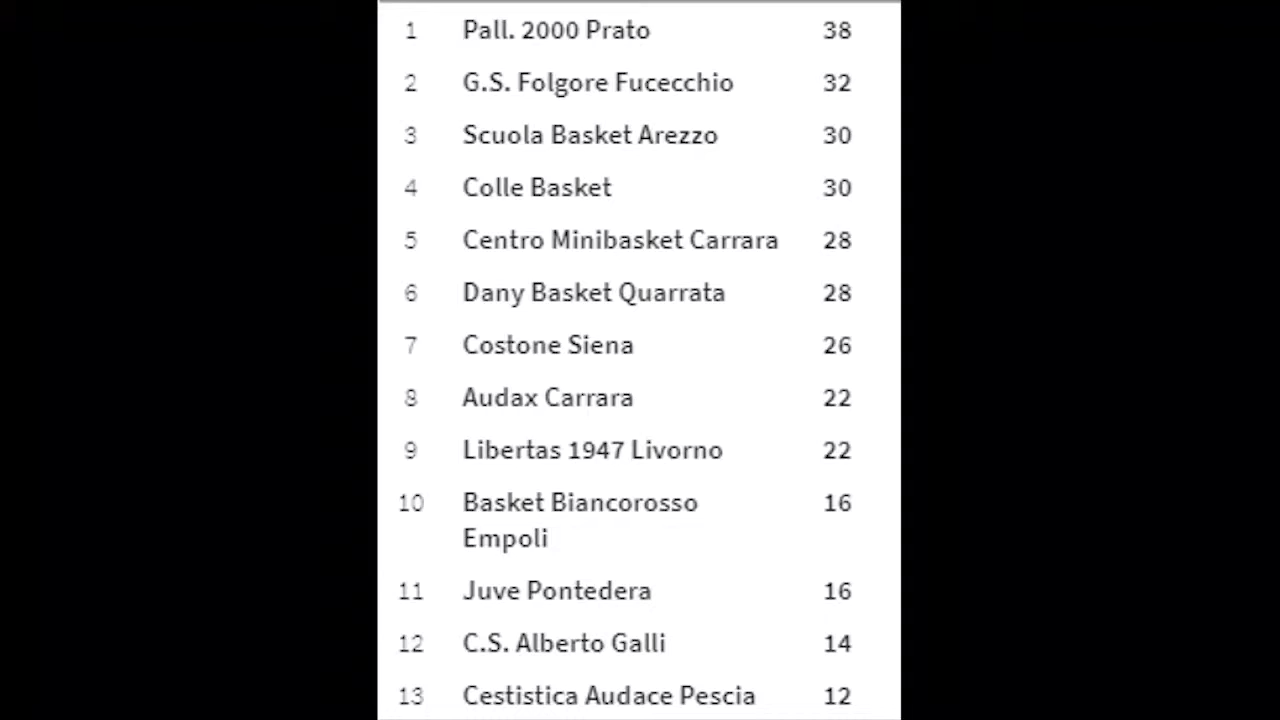 1 Pall. 2000 Prato 38
2 G.S. Folgore Fucecchio 32
3 Scuola Basket Arezzo 30
4 Colle Basket 30
5 Centro Minibasket Carrara 28
6 Dany Basket Quarrata 28
7 Costone Siena 26
8 Audax Carrara 22
9 Libertas 1947 Livorno 22
10 Basket Biancorosso 16
Empoli
11 Juve Pontedera 16
12 C.S. Alberto Galli 14
13 Cestistica Audace Pescia 12